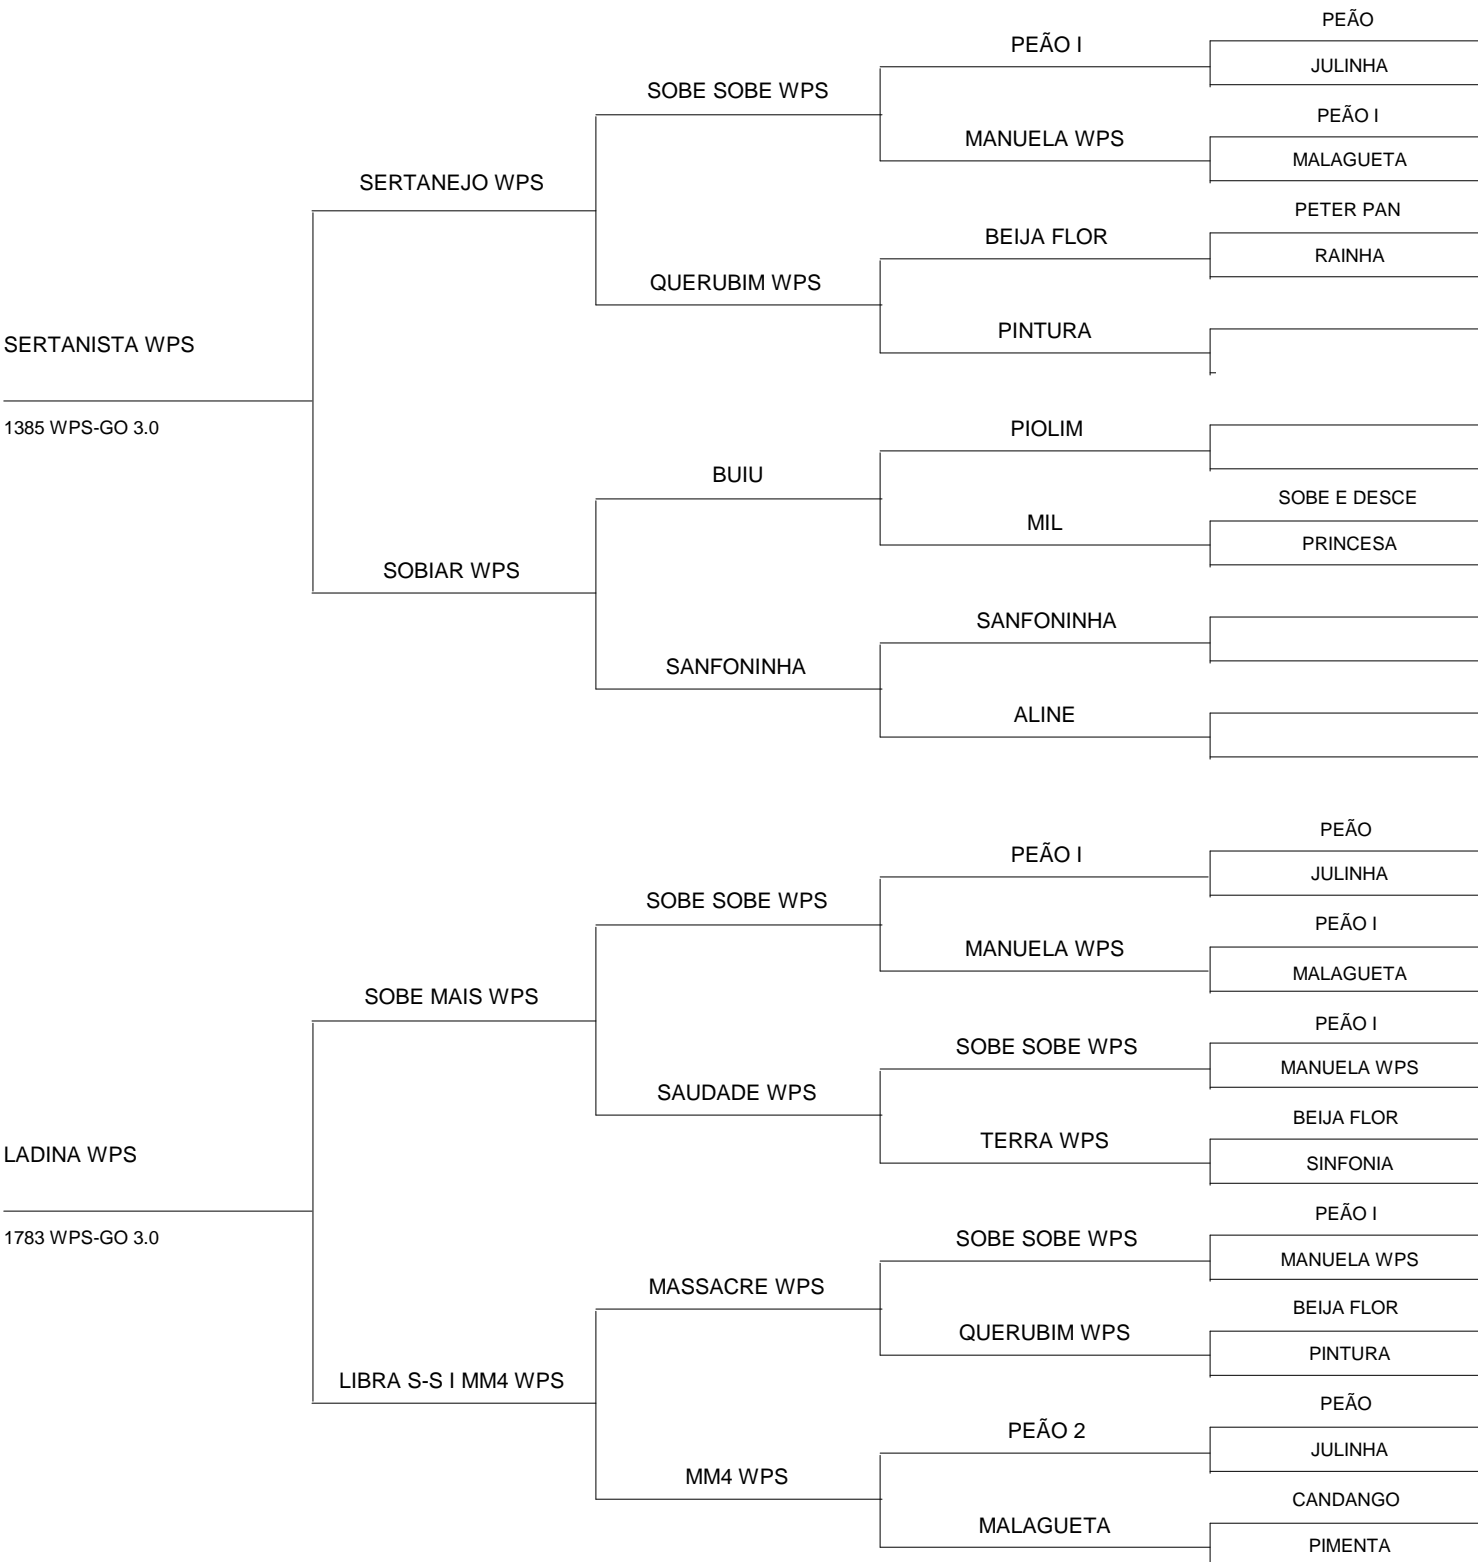 PEÃO
PEÃO I
JULINHA
SOBE SOBE WPS
PEÃO I
MANUELA WPS
MALAGUETA
SERTANEJO WPS
PETER PAN
BEIJA FLOR
RAINHA
QUERUBIM WPS
PINTURA
SERTANISTA WPS
1385 WPS-GO 3.0
PIOLIM
BUIU
SOBE E DESCE
MIL
PRINCESA
SOBIAR WPS
SANFONINHA
SANFONINHA
ALINE
PEÃO
PEÃO I
JULINHA
SOBE SOBE WPS
PEÃO I
MANUELA WPS
MALAGUETA
SOBE MAIS WPS
PEÃO I
SOBE SOBE WPS
MANUELA WPS
SAUDADE WPS
BEIJA FLOR
TERRA WPS
SINFONIA
LADINA WPS
1783 WPS-GO 3.0
PEÃO I
SOBE SOBE WPS
MANUELA WPS
MASSACRE WPS
BEIJA FLOR
QUERUBIM WPS
PINTURA
LIBRA S-S I MM4 WPS
PEÃO
PEÃO 2
JULINHA
MM4 WPS
CANDANGO
MALAGUETA
PIMENTA